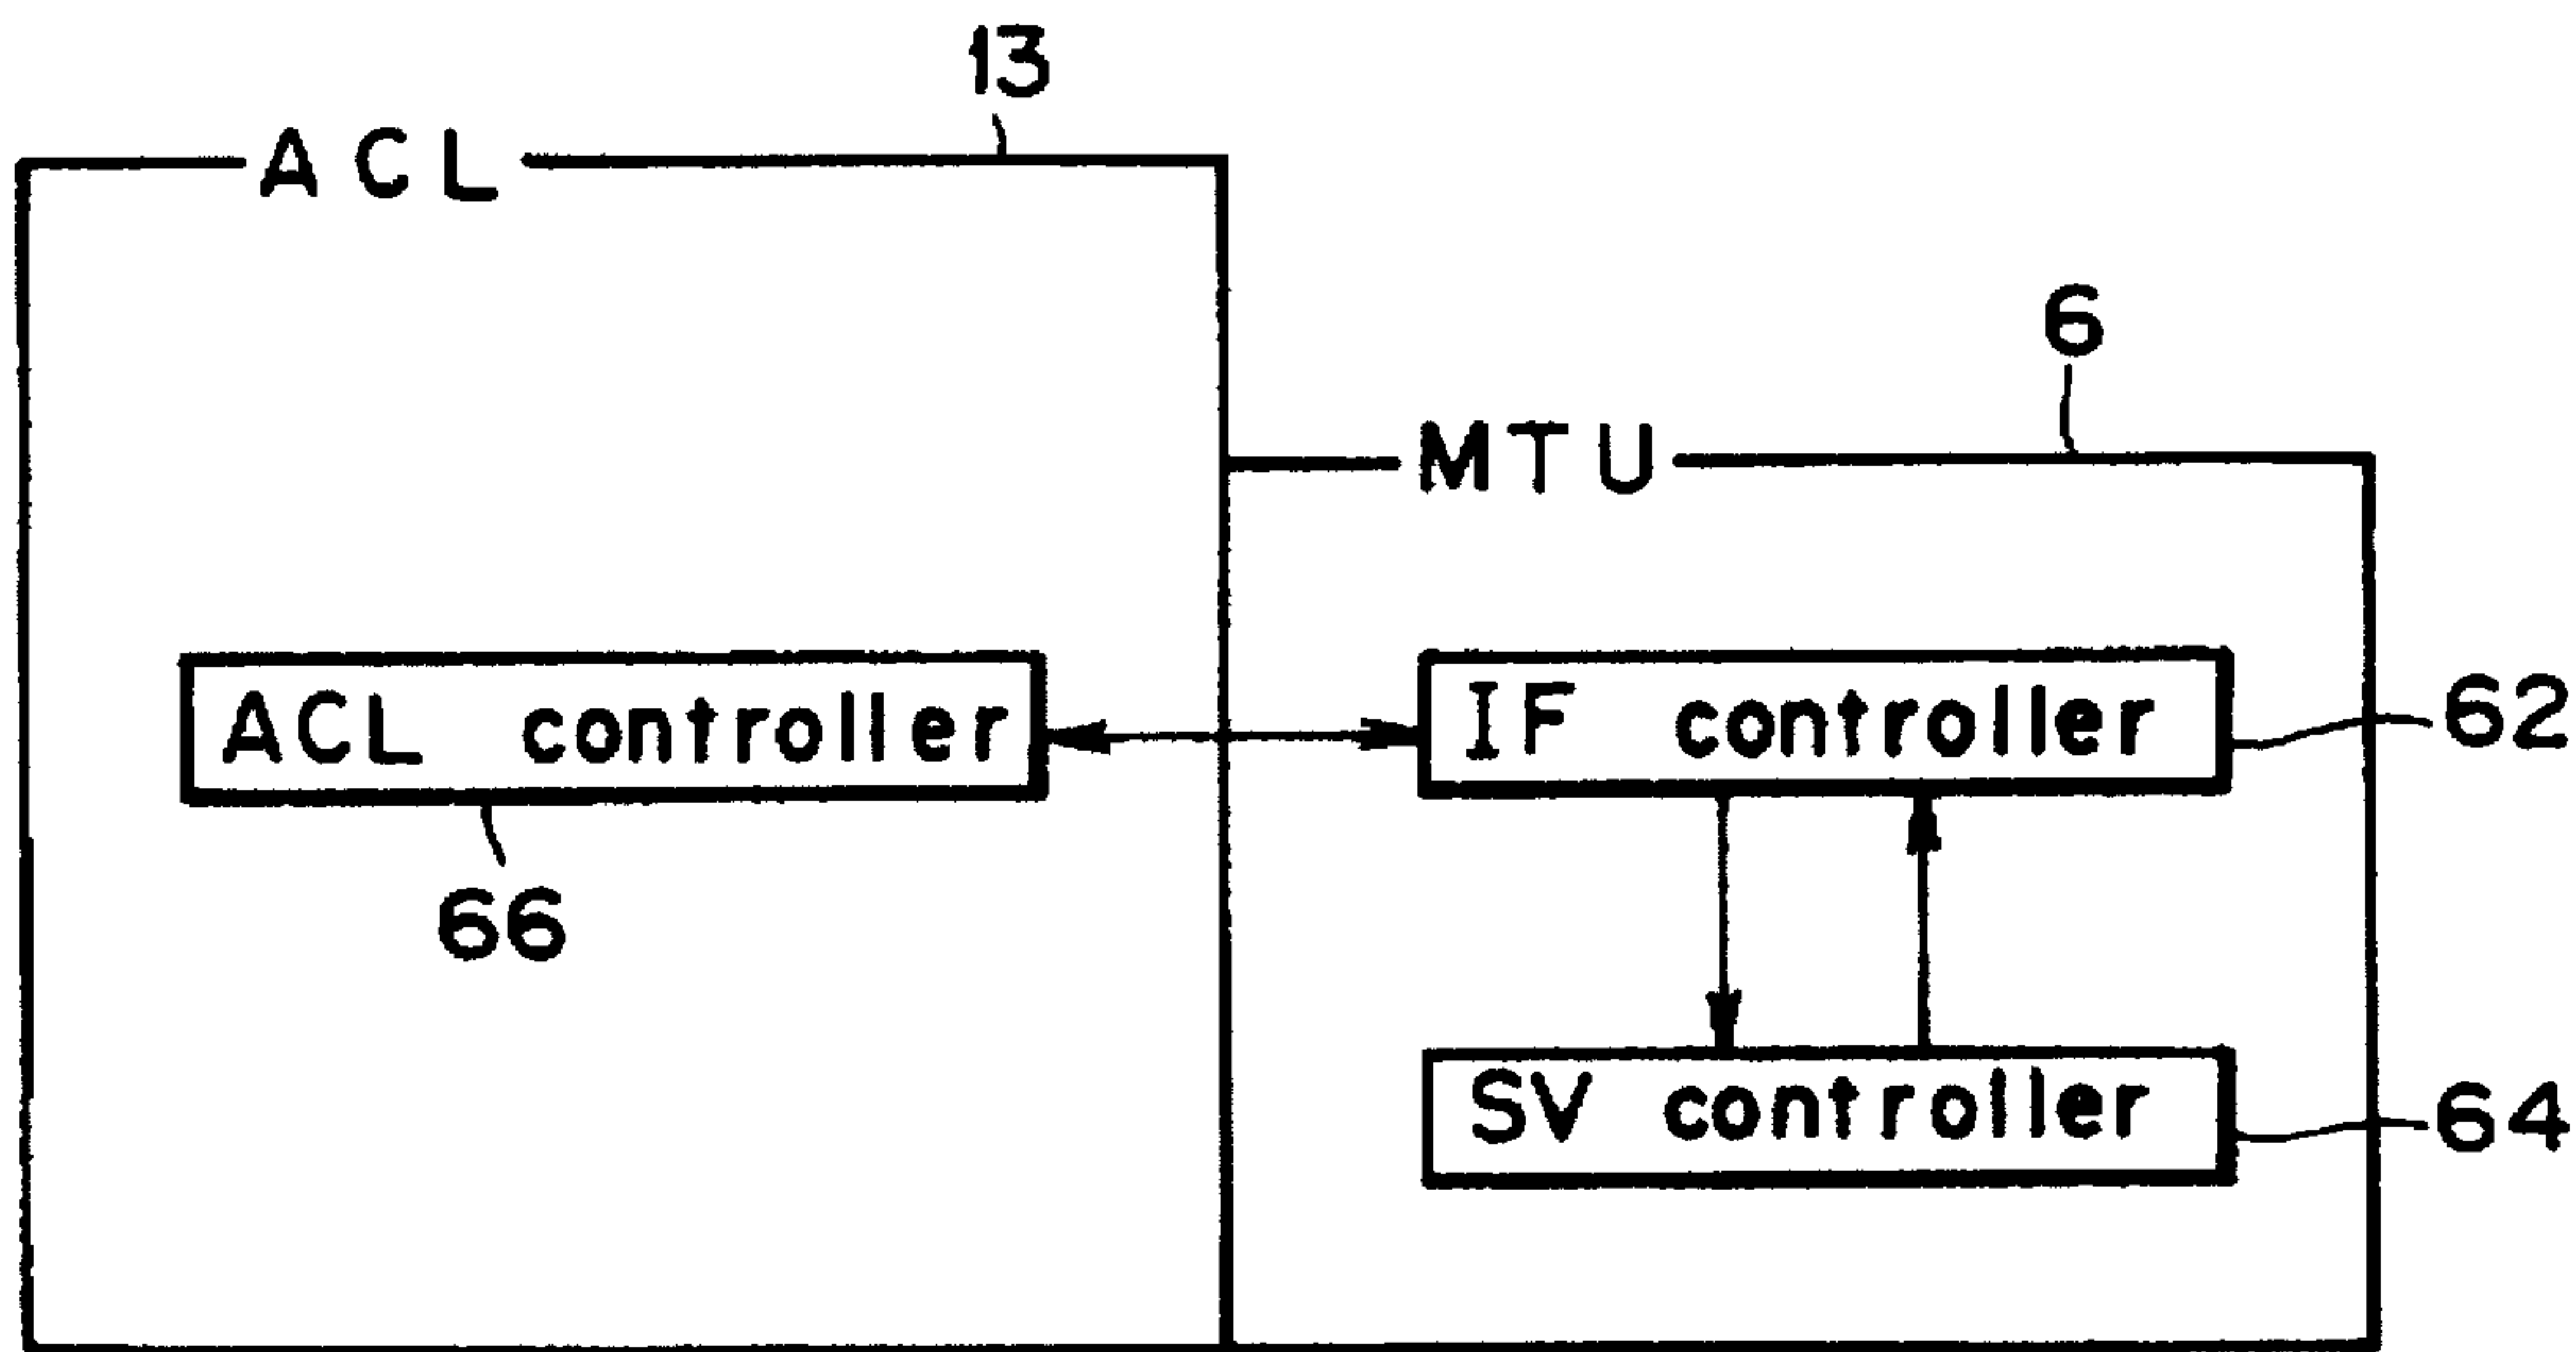 13
ACL
6
MTU
ACL controller
IF controller
62
66
SV controller
64